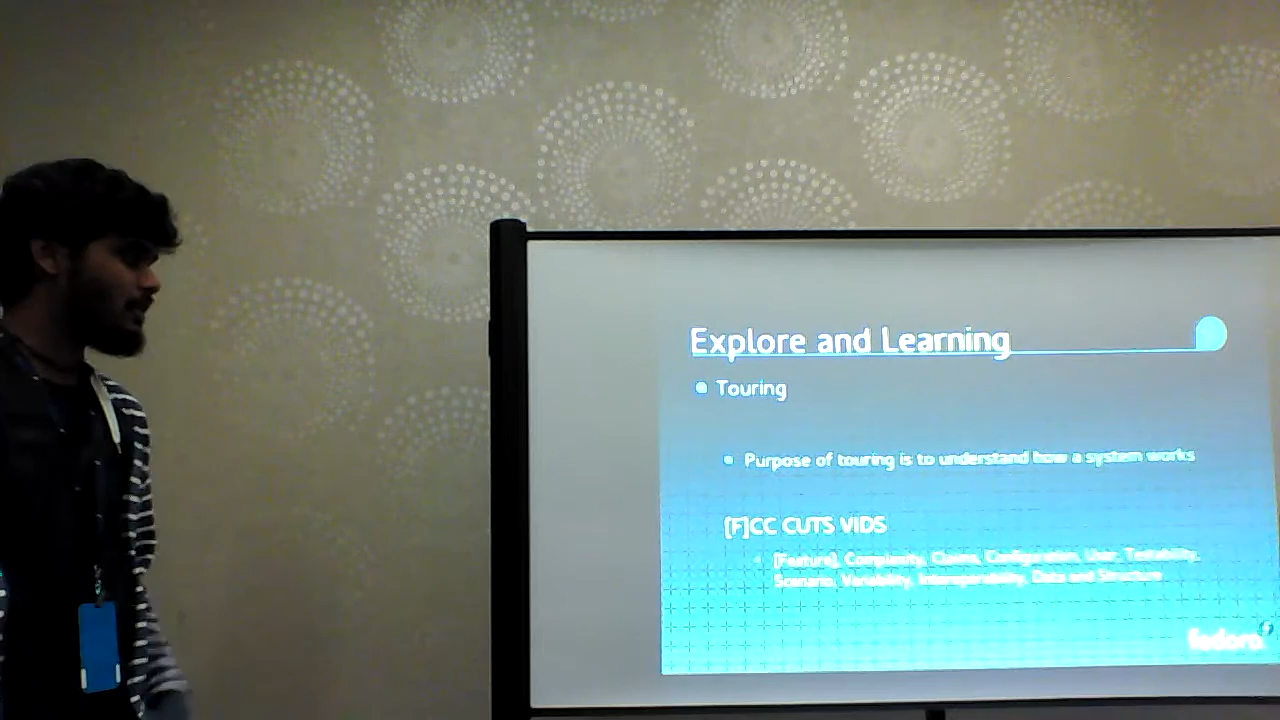 Explore and Learning
Touring
Purpose of touring is to understand how a system works
[F]CC CUTS VIDS
[Feature], Complexity, Claims, Configuration, User, Testability,
Scenario, Variability, Interoperability, Data and Structure
fedora